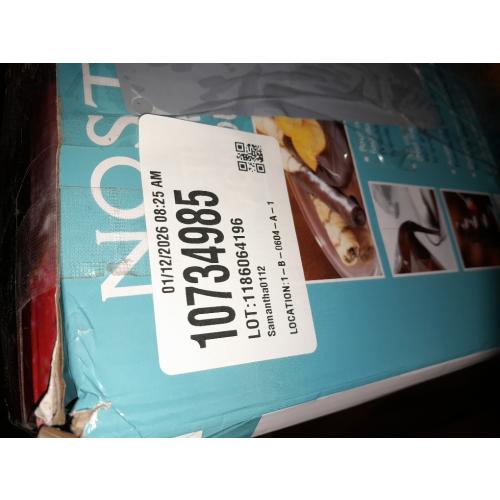 NOST
01/12/2026 08:25 AM
10734985
LOT:1186064196
Samantha0112
LOCATION:1-B-0604-A-1